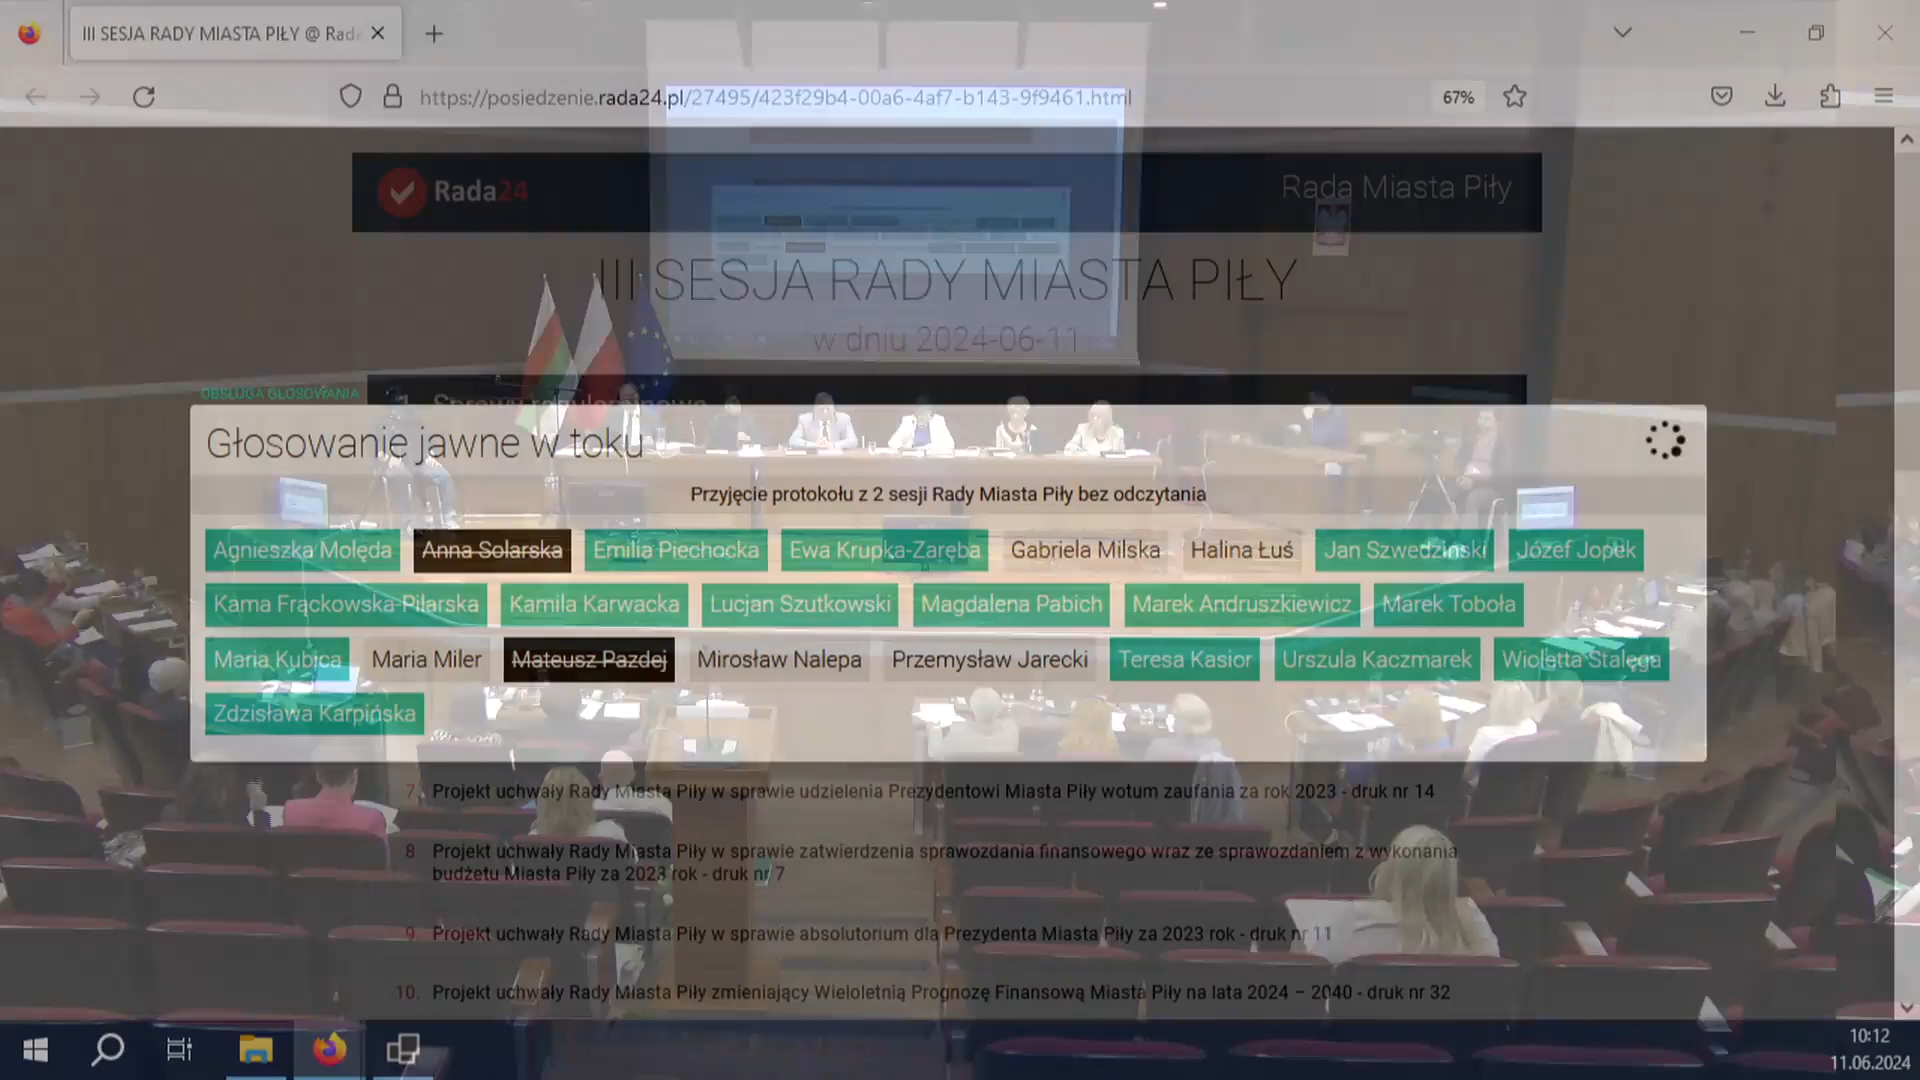 III SESJA RADY MIASTA PIŁY @ Rada
https://posiedzenie.rada24.pl/27495/423f29b4-00a6-4af7-b143-9f9461.html
67%
Rada24
Rada Miasta Piły
III SESJA RADY MIASTA PIŁY
w dniu 2024-06-11
OBSŁUGA GŁOSOWANIA
1. Sprawy regulaminowe
Głosowanie jawne w toku
Przyjęcie protokołu z 2 sesji Rady Miasta Piły bez odczytania
Agnieszka Molęda Anna Solarska Emilia Piechocka Ewa Krupka-Zaręba Gabriela Milska Halina Łuś Jan Szwedziński Józef Jopek
Kama Frąckowska-Pilarska Kamila Karwacka Lucjan Szutkowski Magdalena Pabich Marek Andruszkiewicz Marek Toboła
Maria Kubica Maria Miler Mateusz Pazdej Mirosław Nalepa Przemysław Jarecki Teresa Kasior Urszula Kaczmarek Wioletta Stalęga
Zdzisława Karpińska
7. Projekt uchwały Rady Miasta Piły w sprawie udzielenia Prezydentowi Miasta Piły wotum zaufania za rok 2023 - druk nr 14
8. Projekt uchwały Rady Miasta Piły w sprawie zatwierdzenia sprawozdania finansowego wraz ze sprawozdaniem z wykonania
budżetu Miasta Piły za 2023 rok - druk nr 7
9. Projekt uchwały Rady Miasta Piły w sprawie absolutorium dla Prezydenta Miasta Piły za 2023 rok - druk nr 11
10. Projekt uchwały Rady Miasta Piły zmieniający Wieloletnią Prognozę Finansową Miasta Piły na lata 2024 – 2040 - druk nr 32
10:12
11.06.2024